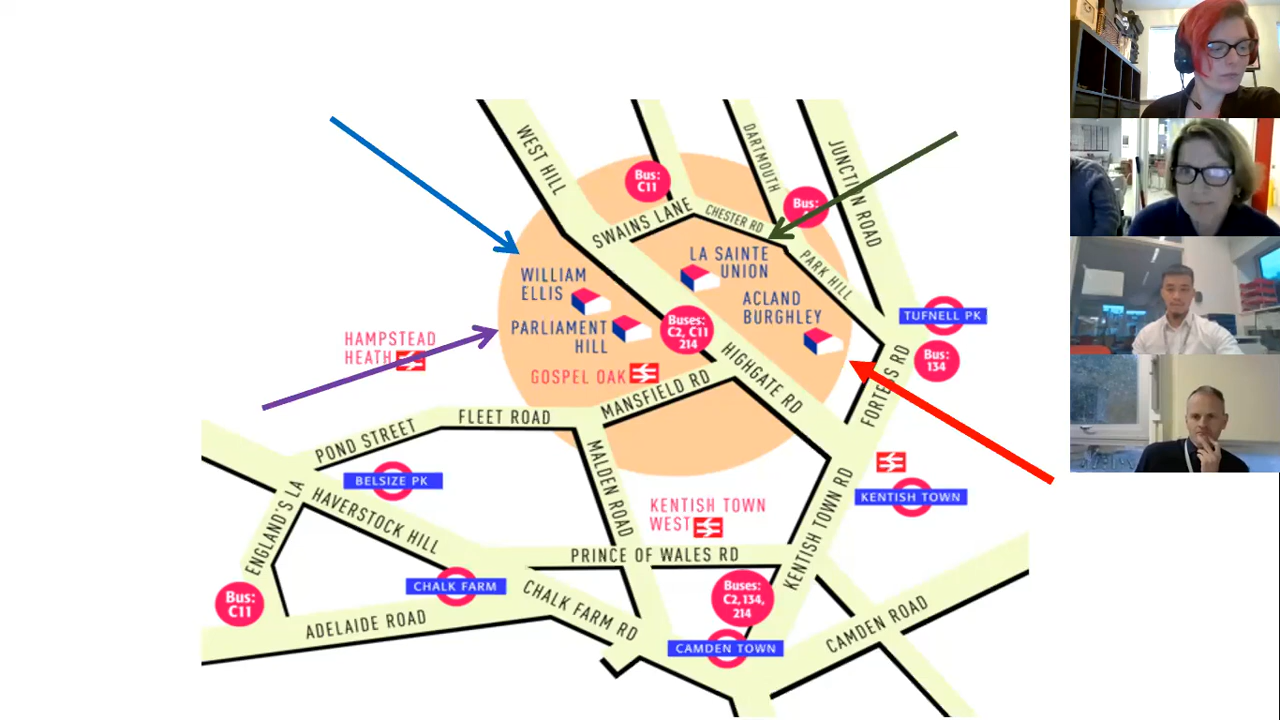 WEST HILL
Bus:
C11
DARTMOUTH
JUNCTION ROAD
Bus:
SWAINS LANE
CHESTER RD
LA SAINTE
UNION
PARK HILL
WILLIAM
ELLIS
ACLAND
BURGHLEY
PARLIAMENT
HILL
Buses:
C2, C11
214
TUFNELL PK
HAMPSTEAD
HEATH
Bus:
134
GOSPEL OAK
MANSFIELD RD
HIGHGATE RD
FORTESS RD
FLEET ROAD
POND STREET
BELSIZE PK
MALDEN ROAD
KENTISH TOWN RD
KENTISH TOWN
ENGLAND'S LA
HAVERSTOCK HILL
KENTISH TOWN
WEST
PRINCE OF WALES RD
CHALK FARM
Bus:
C11
CHALK FARM RD
Buses:
C2, 134,
214
ADELAIDE ROAD
CAMDEN ROAD
CAMDEN TOWN